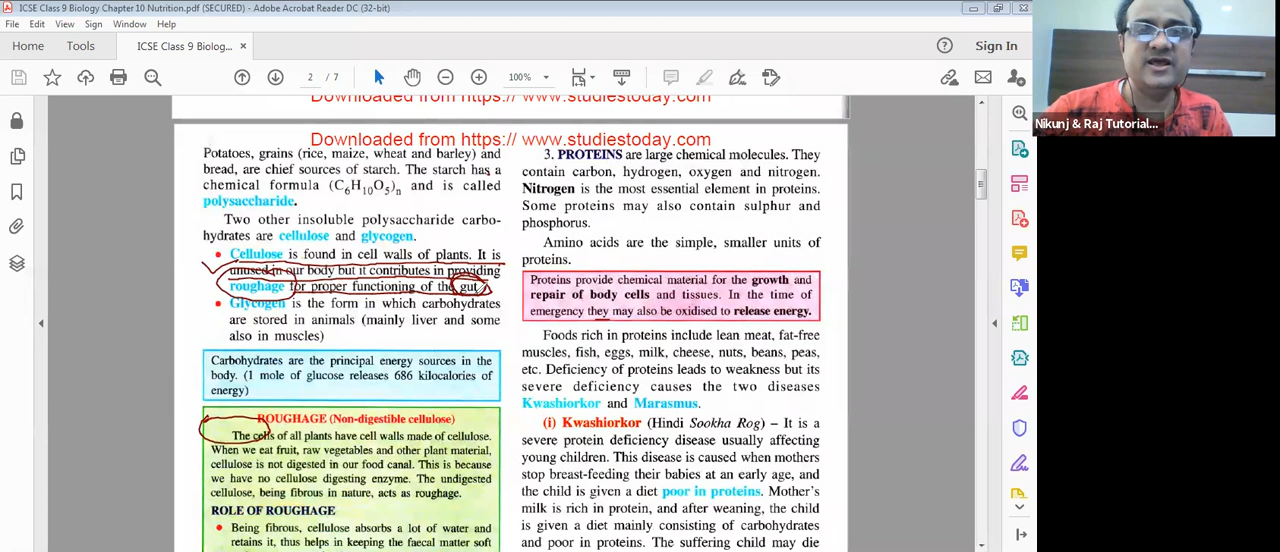 ICSE Class 9 Biology Chapter 10 Nutrition.pdf (SECURED) - Adobe Acrobat Reader DC (32-bit)
File Edit View Sign Window Help
Home Tools ICSE Class 9 Biolog... × Sign In
2 / 7 100%
Downloaded from https:// www.studiestoday.com
Downloaded from https:// www.studiestoday.com
Potatoes, grains (rice, maize, wheat and barley) and
bread, are chief sources of starch. The starch has a
chemical formula (C6H10O5)n and is called
polysaccharide.
Two other insoluble polysaccharide carbo-
hydrates are cellulose and glycogen.
• Cellulose is found in cell walls of plants. It is
unused in our body but it contributes in providing
roughage for proper functioning of the gut.
• Glycogen is the form in which carbohydrates
are stored in animals (mainly liver and some
also in muscles)
Carbohydrates are the principal energy sources in the
body. (1 mole of glucose releases 686 kilocalories of
energy)
ROUGHAGE (Non-digestible cellulose)
The cells of all plants have cell walls made of cellulose.
When we eat fruit, raw vegetables and other plant material,
cellulose is not digested in our food canal. This is because
we have no cellulose digesting enzyme. The undigested
cellulose, being fibrous in nature, acts as roughage.
ROLE OF ROUGHAGE
• Being fibrous, cellulose absorbs a lot of water and
retains it, thus helps in keeping the faecal matter soft
3. PROTEINS are large chemical molecules. They
contain carbon, hydrogen, oxygen and nitrogen.
Nitrogen is the most essential element in proteins.
Some proteins may also contain sulphur and
phosphorus.
Amino acids are the simple, smaller units of
proteins.
Proteins provide chemical material for the growth and
repair of body cells and tissues. In the time of
emergency they may also be oxidised to release energy.
Foods rich in proteins include lean meat, fat-free
muscles, fish, eggs, milk, cheese, nuts, beans, peas,
etc. Deficiency of proteins leads to weakness but its
severe deficiency causes the two diseases
Kwashiorkor and Marasmus.
(i) Kwashiorkor (Hindi Sookha Rog) – It is a
severe protein deficiency disease usually affecting
young children. This disease is caused when mothers
stop breast-feeding their babies at an early age, and
the child is given a diet poor in proteins. Mother's
milk is rich in protein, and after weaning, the child
is given a diet mainly consisting of carbohydrates
and poor in proteins. The suffering child may die
Nikunj & Raj Tutorial...